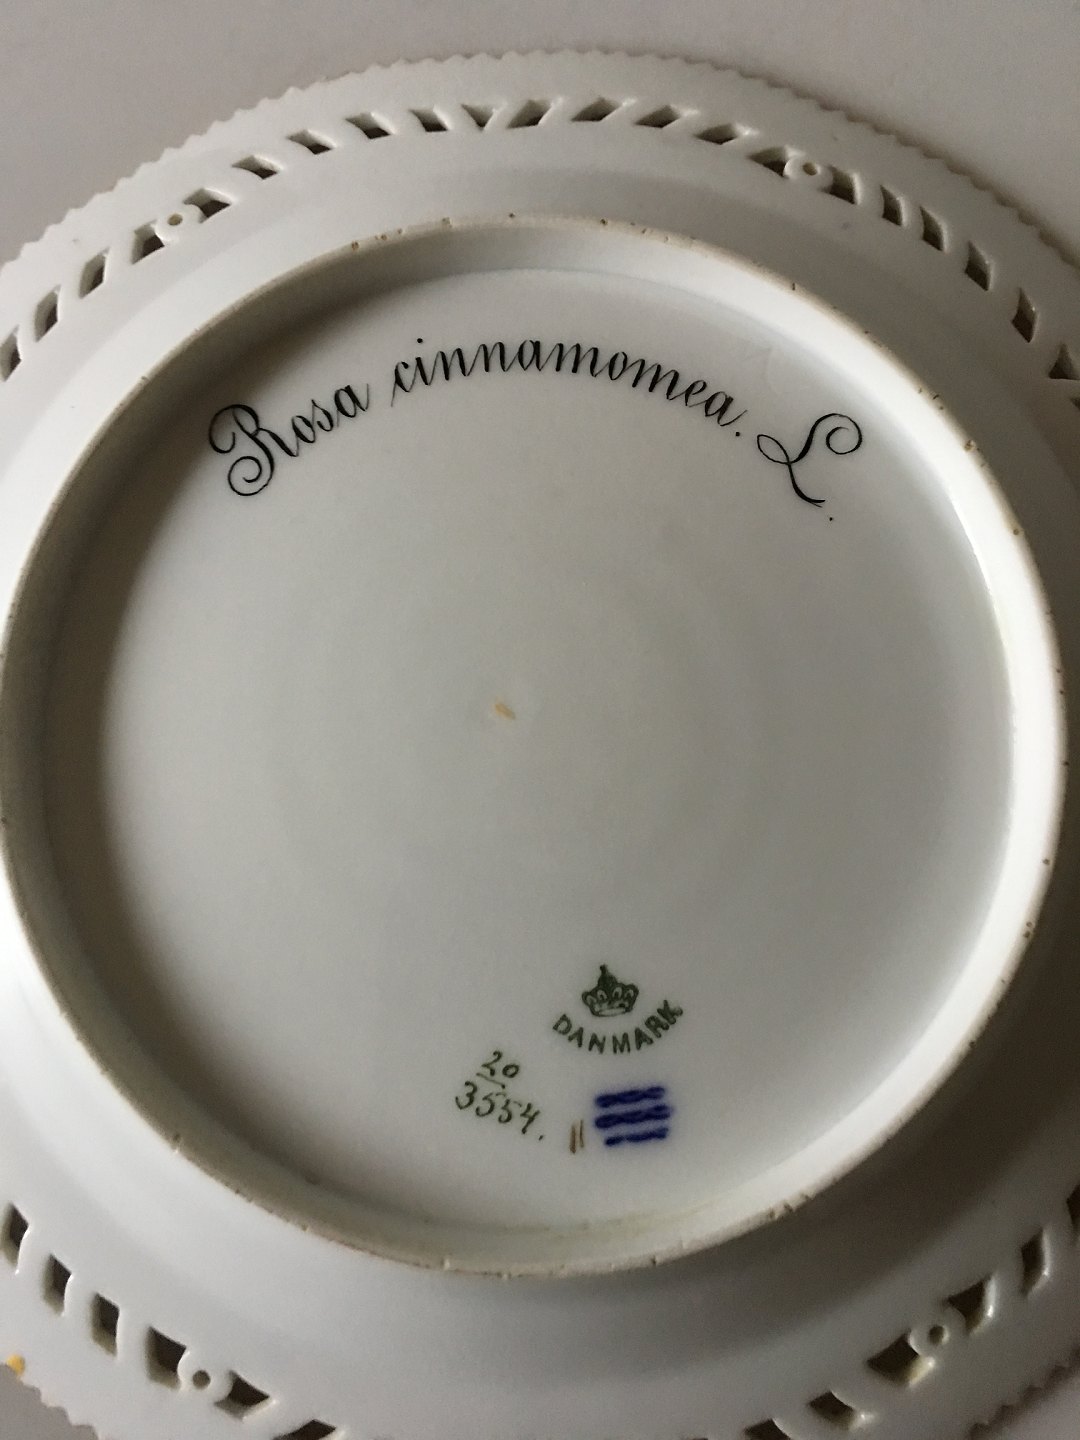 Rosa cinnamomea. L.
DANMARK
20
3554.